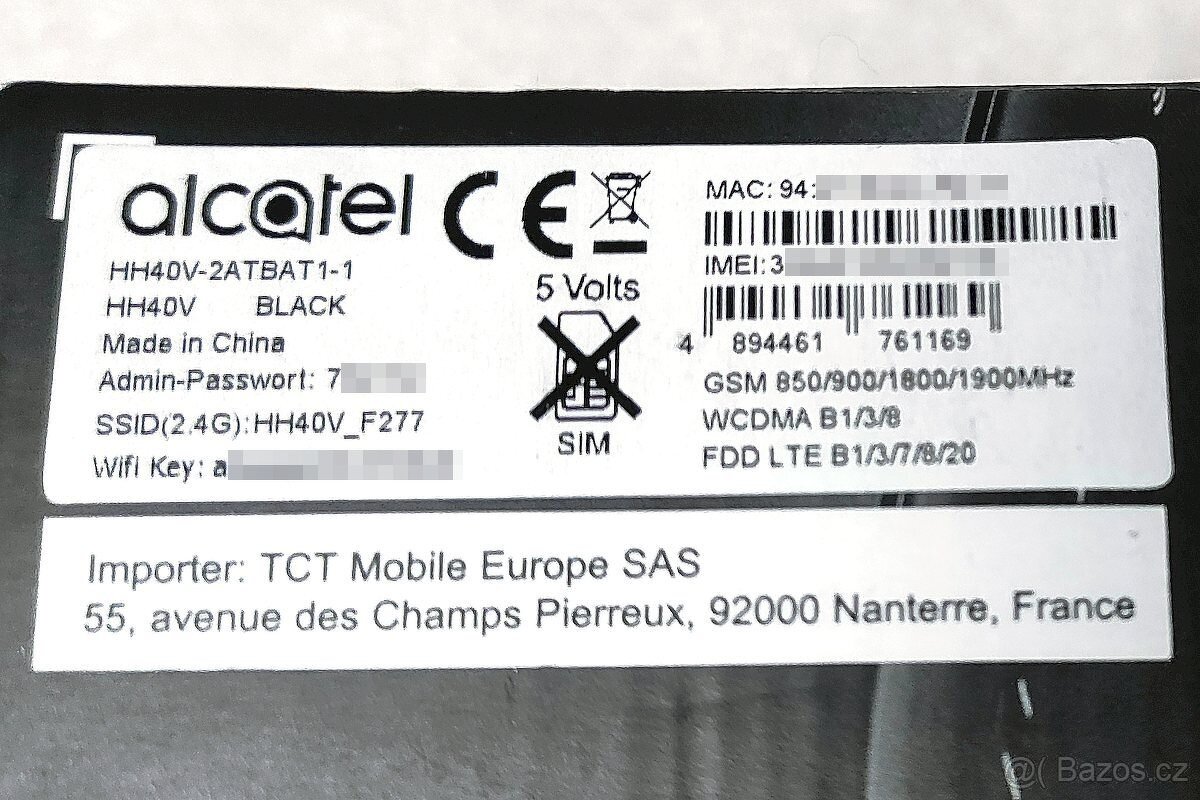 alcatel
HH40V-2ATBAT1-1
HH40V BLACK
Made in China
Admin-Passwort: 7
SSID(2.4G):HH40V_F277
Wifi Key: a
CE
5 Volts
SIM
MAC: 94:
IMEI: 3
4 894461 761169
GSM 850/900/1800/1900MHz
WCDMA B1/3/8
FDD LTE B1/3/7/8/20
Importer: TCT Mobile Europe SAS
55, avenue des Champs Pierreux, 92000 Nanterre, France
@( Bazos.cz